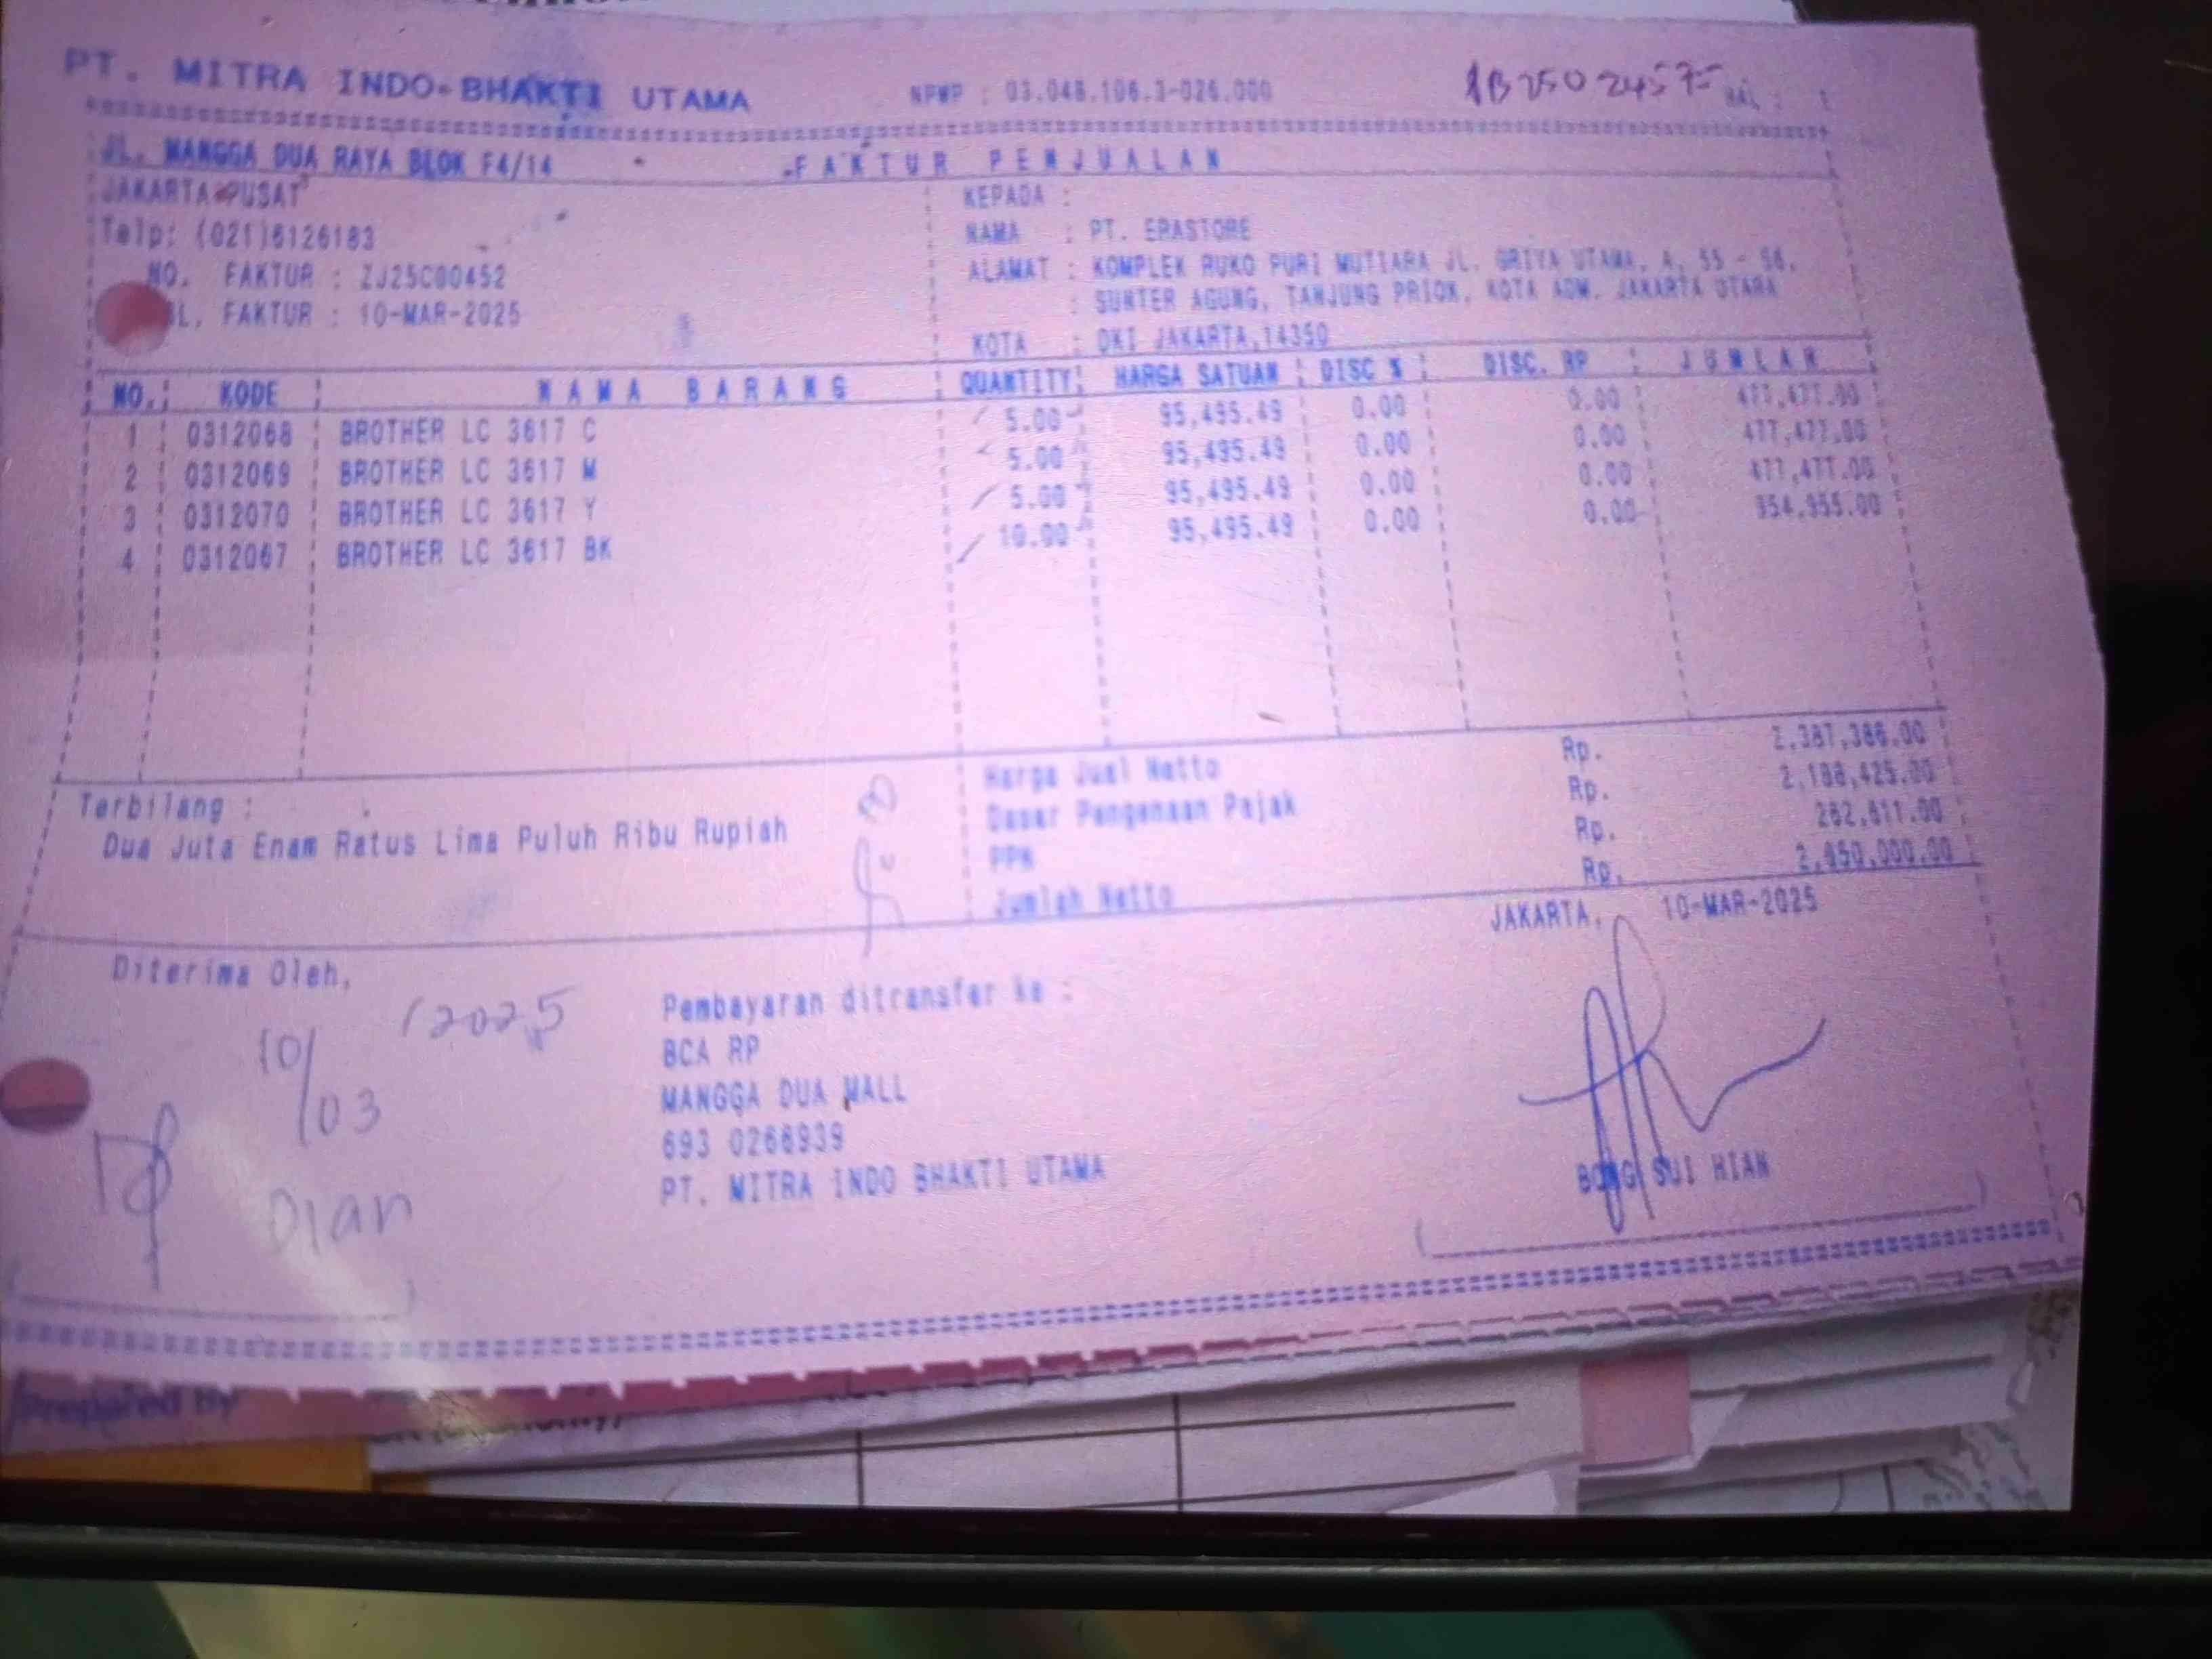 PT. MITRA INDO BHAKTI UTAMA NPWP : 03.048.106.3-026.000 1B25024575 HAL : 1
JL. MANGGA DUA RAYA BLOK F4/14 FAKTUR PENJUALAN
JAKARTA PUSAT
Telp: (021)6126183
NO. FAKTUR : ZJ25C00452
GL. FAKTUR : 10-MAR-2025
KEPADA :
NAMA : PT. ERASTORE
ALAMAT : KOMPLEK RUKO PURI MUTIARA JL. GRIYA UTAMA, A, 55 - 56,
: SUNTER AGUNG, TANJUNG PRIOK, KOTA ADM. JAKARTA UTARA
KOTA : DKI JAKARTA,14350
NO. KODE NAMA BARANG QUANTITY HARGA SATUAN DISC % DISC. RP JUMLAH
1 0312068 BROTHER LC 3617 C 5.00 95,495.49 0.00 0.00 477,477.00
2 0312069 BROTHER LC 3617 M 5.00 95,495.49 0.00 0.00 477,477.00
3 0312070 BROTHER LC 3617 Y 5.00 95,495.49 0.00 0.00 477,477.00
4 0312067 BROTHER LC 3617 BK 10.00 95,495.49 0.00 0.00 954,955.00
Harga Jual Netto Rp. 2,387,386.00
Dasar Pengenaan Pajak Rp. 2,188,425.00
PPN Rp. 262,611.00
Jumlah Netto Rp. 2,650,000.00
Terbilang :
Dua Juta Enam Ratus Lima Puluh Ribu Rupiah
JAKARTA, 10-MAR-2025
Diterima Oleh,
10/03/2025
Dian
Pembayaran ditransfer ke :
BCA RP
MANGGA DUA MALL
693 0266939
PT. MITRA INDO BHAKTI UTAMA
BONG SUI HIAN
Prepared By